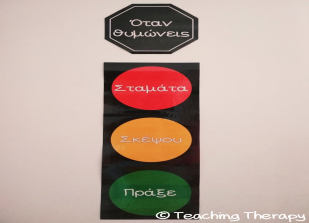 Όταν
θυμώνεις
Σταμάτα
Σκέψου
Πράξε
© Teaching Therapy